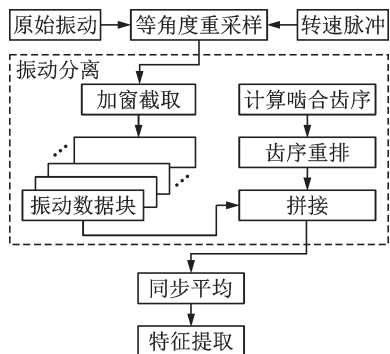 原始振动
等角度重采样
转速脉冲
振动分离
加窗截取
计算啮合齿序
齿序重排
振动数据块
拼接
同步平均
特征提取